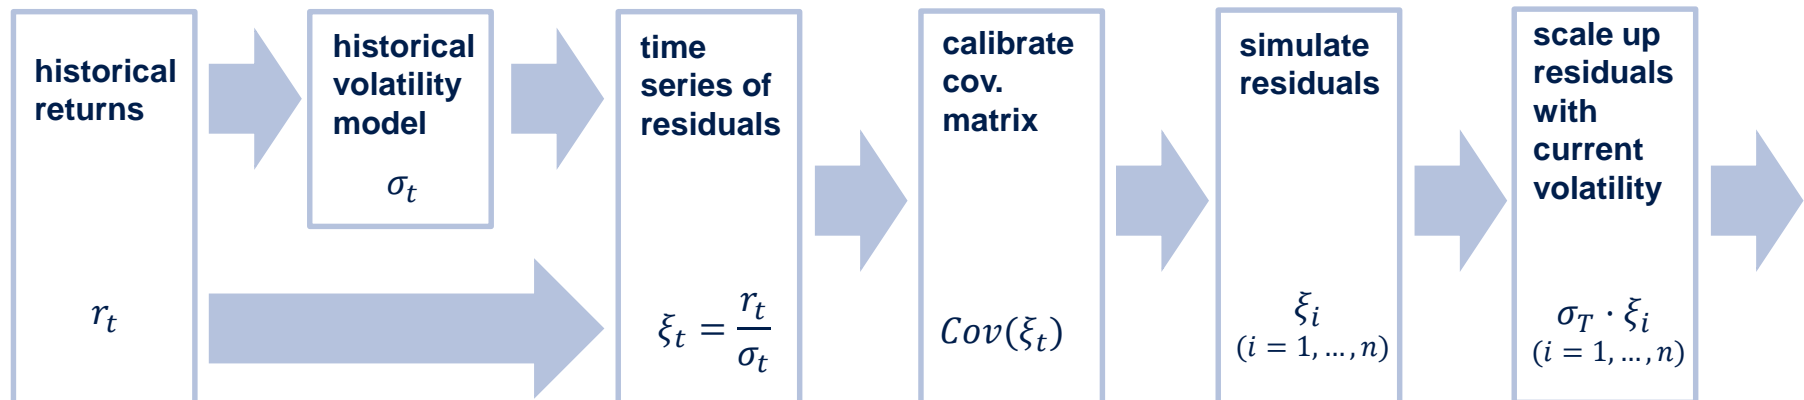 historical
returns
r_t
historical
volatility
model
σ_t
time
series of
residuals
ξ_t = r_t / σ_t
calibrate
cov.
matrix
Cov(ξ_t)
simulate
residuals
ξ_i
(i = 1, …, n)
scale up
residuals
with
current
volatility
σ_T · ξ_i
(i = 1, …, n)